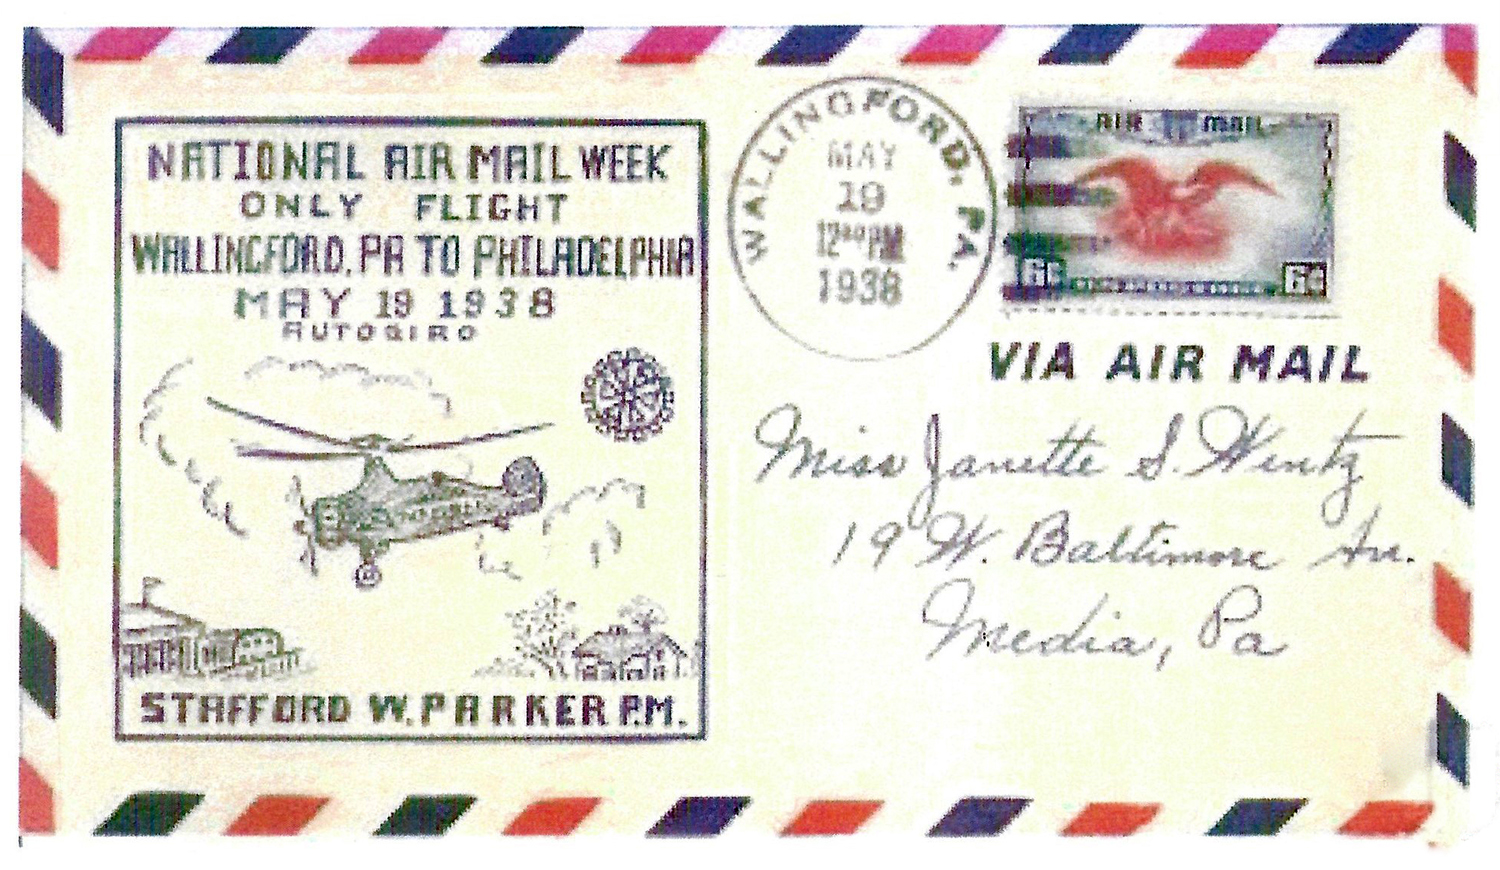 NATIONAL AIR MAIL WEEK
ONLY FLIGHT
WALLINGFORD, PA TO PHILADELPHIA
MAY 19 1938
AUTOGIRO
STAFFORD W. PARKER P.M.
WALLINGFORD, PA.
MAY
19
12 PM
1938
AIR MAIL
6¢ 6¢
VIA AIR MAIL
Miss Janette S. Wentz
19 W. Baltimore Av.
Media, Pa